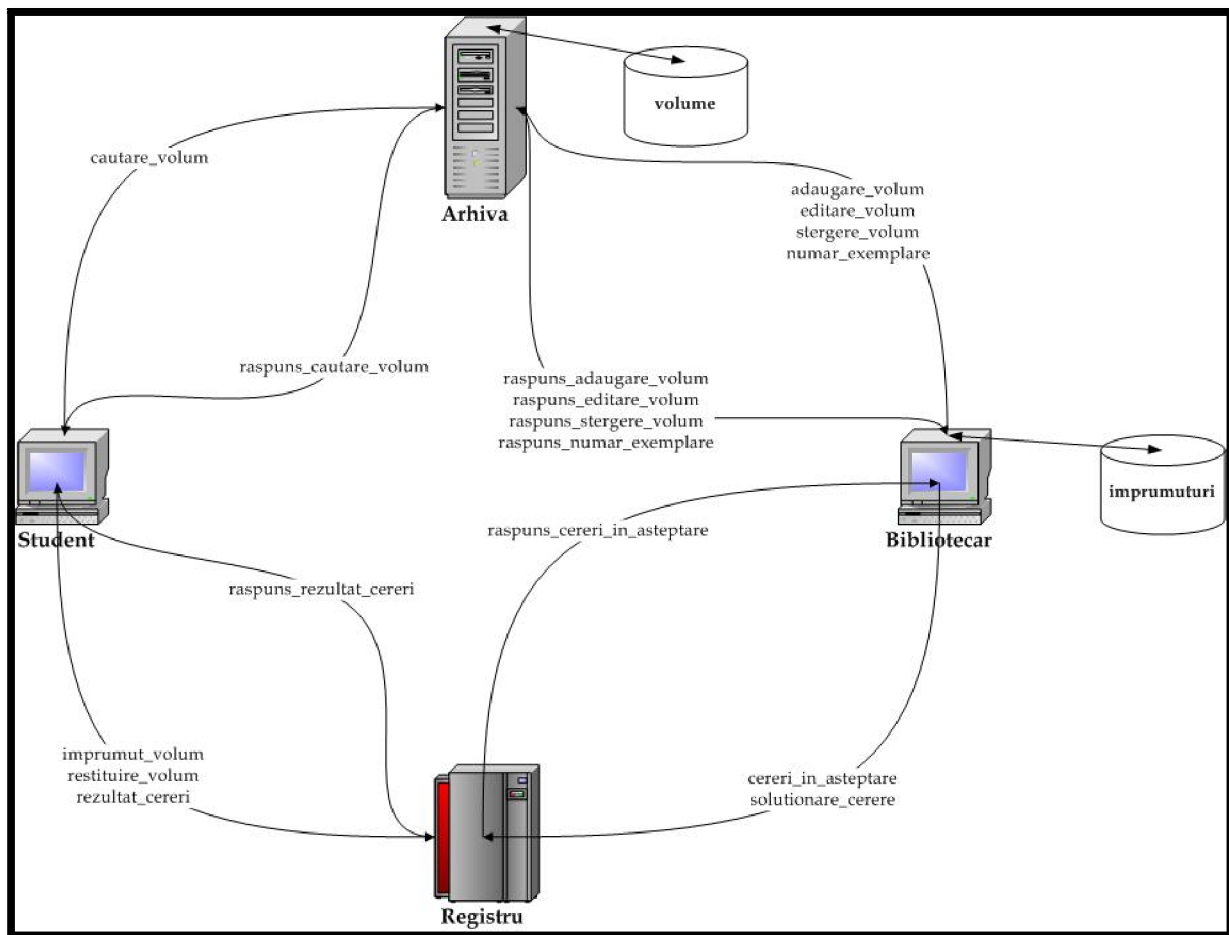 volume
cautare_volum
adaugare_volum
editare_volum
stergere_volum
numar_exemplare
Arhiva
raspuns_cautare_volum
raspuns_adaugare_volum
raspuns_editare_volum
raspuns_stergere_volum
raspuns_numar_exemplare
imprumuturi
Student
raspuns_cereri_in_asteptare
Bibliotecar
raspuns_rezultat_cereri
imprumut_volum
restituire_volum
rezultat_cereri
cereri_in_asteptare
solutionare_cerere
Registru